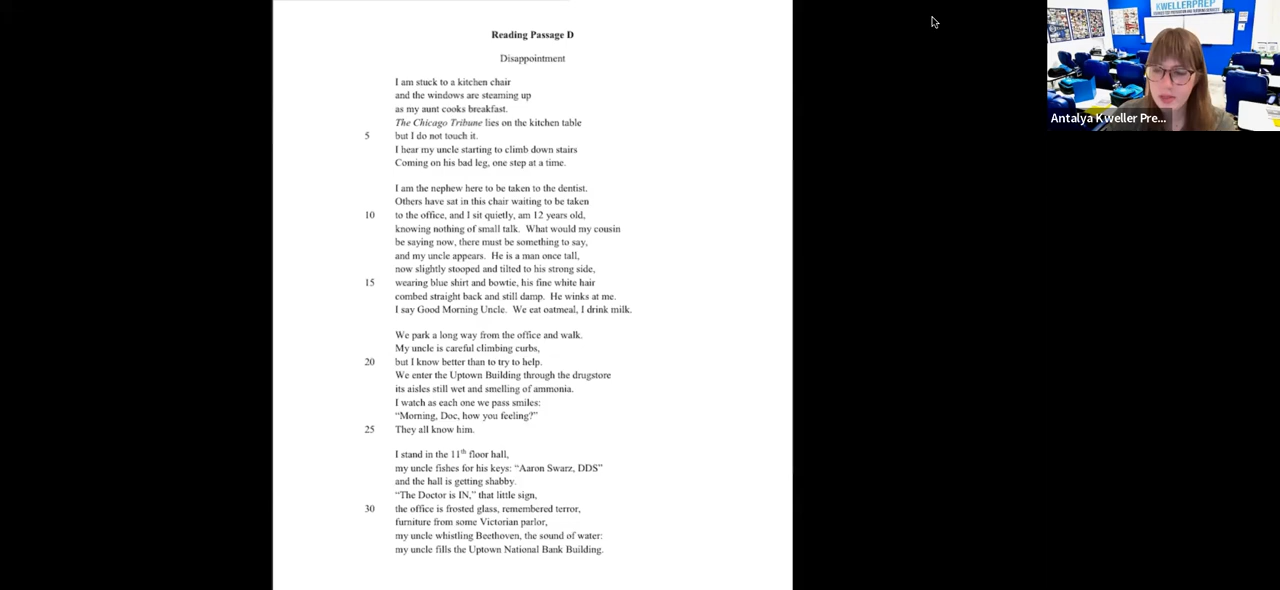 Reading Passage D
Disappointment
I am stuck to a kitchen chair
and the windows are steaming up
as my aunt cooks breakfast.
The Chicago Tribune lies on the kitchen table
5 but I do not touch it.
I hear my uncle starting to climb down stairs
Coming on his bad leg, one step at a time.
I am the nephew here to be taken to the dentist.
Others have sat in this chair waiting to be taken
10 to the office, and I sit quietly, am 12 years old,
knowing nothing of small talk. What would my cousin
be saying now, there must be something to say,
and my uncle appears. He is a man once tall,
now slightly stooped and tilted to his strong side,
15 wearing blue shirt and bowtie, his fine white hair
combed straight back and still damp. He winks at me.
I say Good Morning Uncle. We eat oatmeal, I drink milk.
We park a long way from the office and walk.
My uncle is careful climbing curbs,
20 but I know better than to try to help.
We enter the Uptown Building through the drugstore
its aisles still wet and smelling of ammonia.
I watch as each one we pass smiles:
“Morning, Doc, how you feeling?”
25 They all know him.
I stand in the 11th floor hall,
my uncle fishes for his keys: “Aaron Swarz, DDS”
and the hall is getting shabby.
“The Doctor is IN,” that little sign,
30 the office is frosted glass, remembered terror,
furniture from some Victorian parlor,
my uncle whistling Beethoven, the sound of water:
my uncle fills the Uptown National Bank Building.
KWELLERPREP
Antalya Kweller Pre...